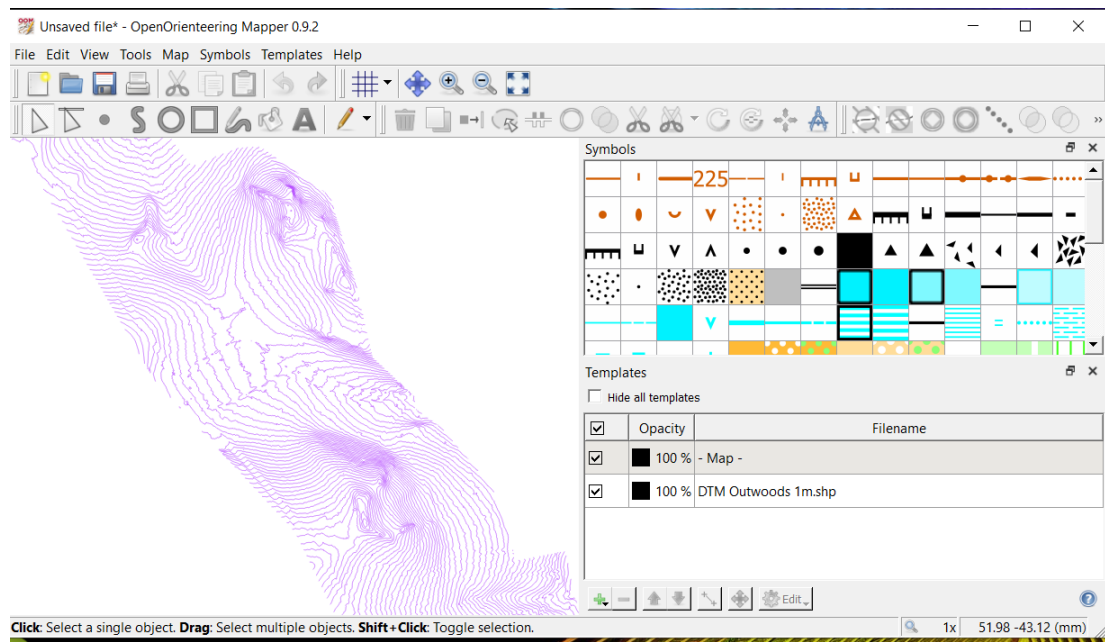 Unsaved file* - OpenOrienteering Mapper 0.9.2
File Edit View Tools Map Symbols Templates Help
Symbols
225
Templates
Hide all templates
Opacity Filename
100 % - Map -
100 % DTM Outwoods 1m.shp
Edit
Click: Select a single object. Drag: Select multiple objects. Shift+Click: Toggle selection. 1x 51.98 -43.12 (mm)